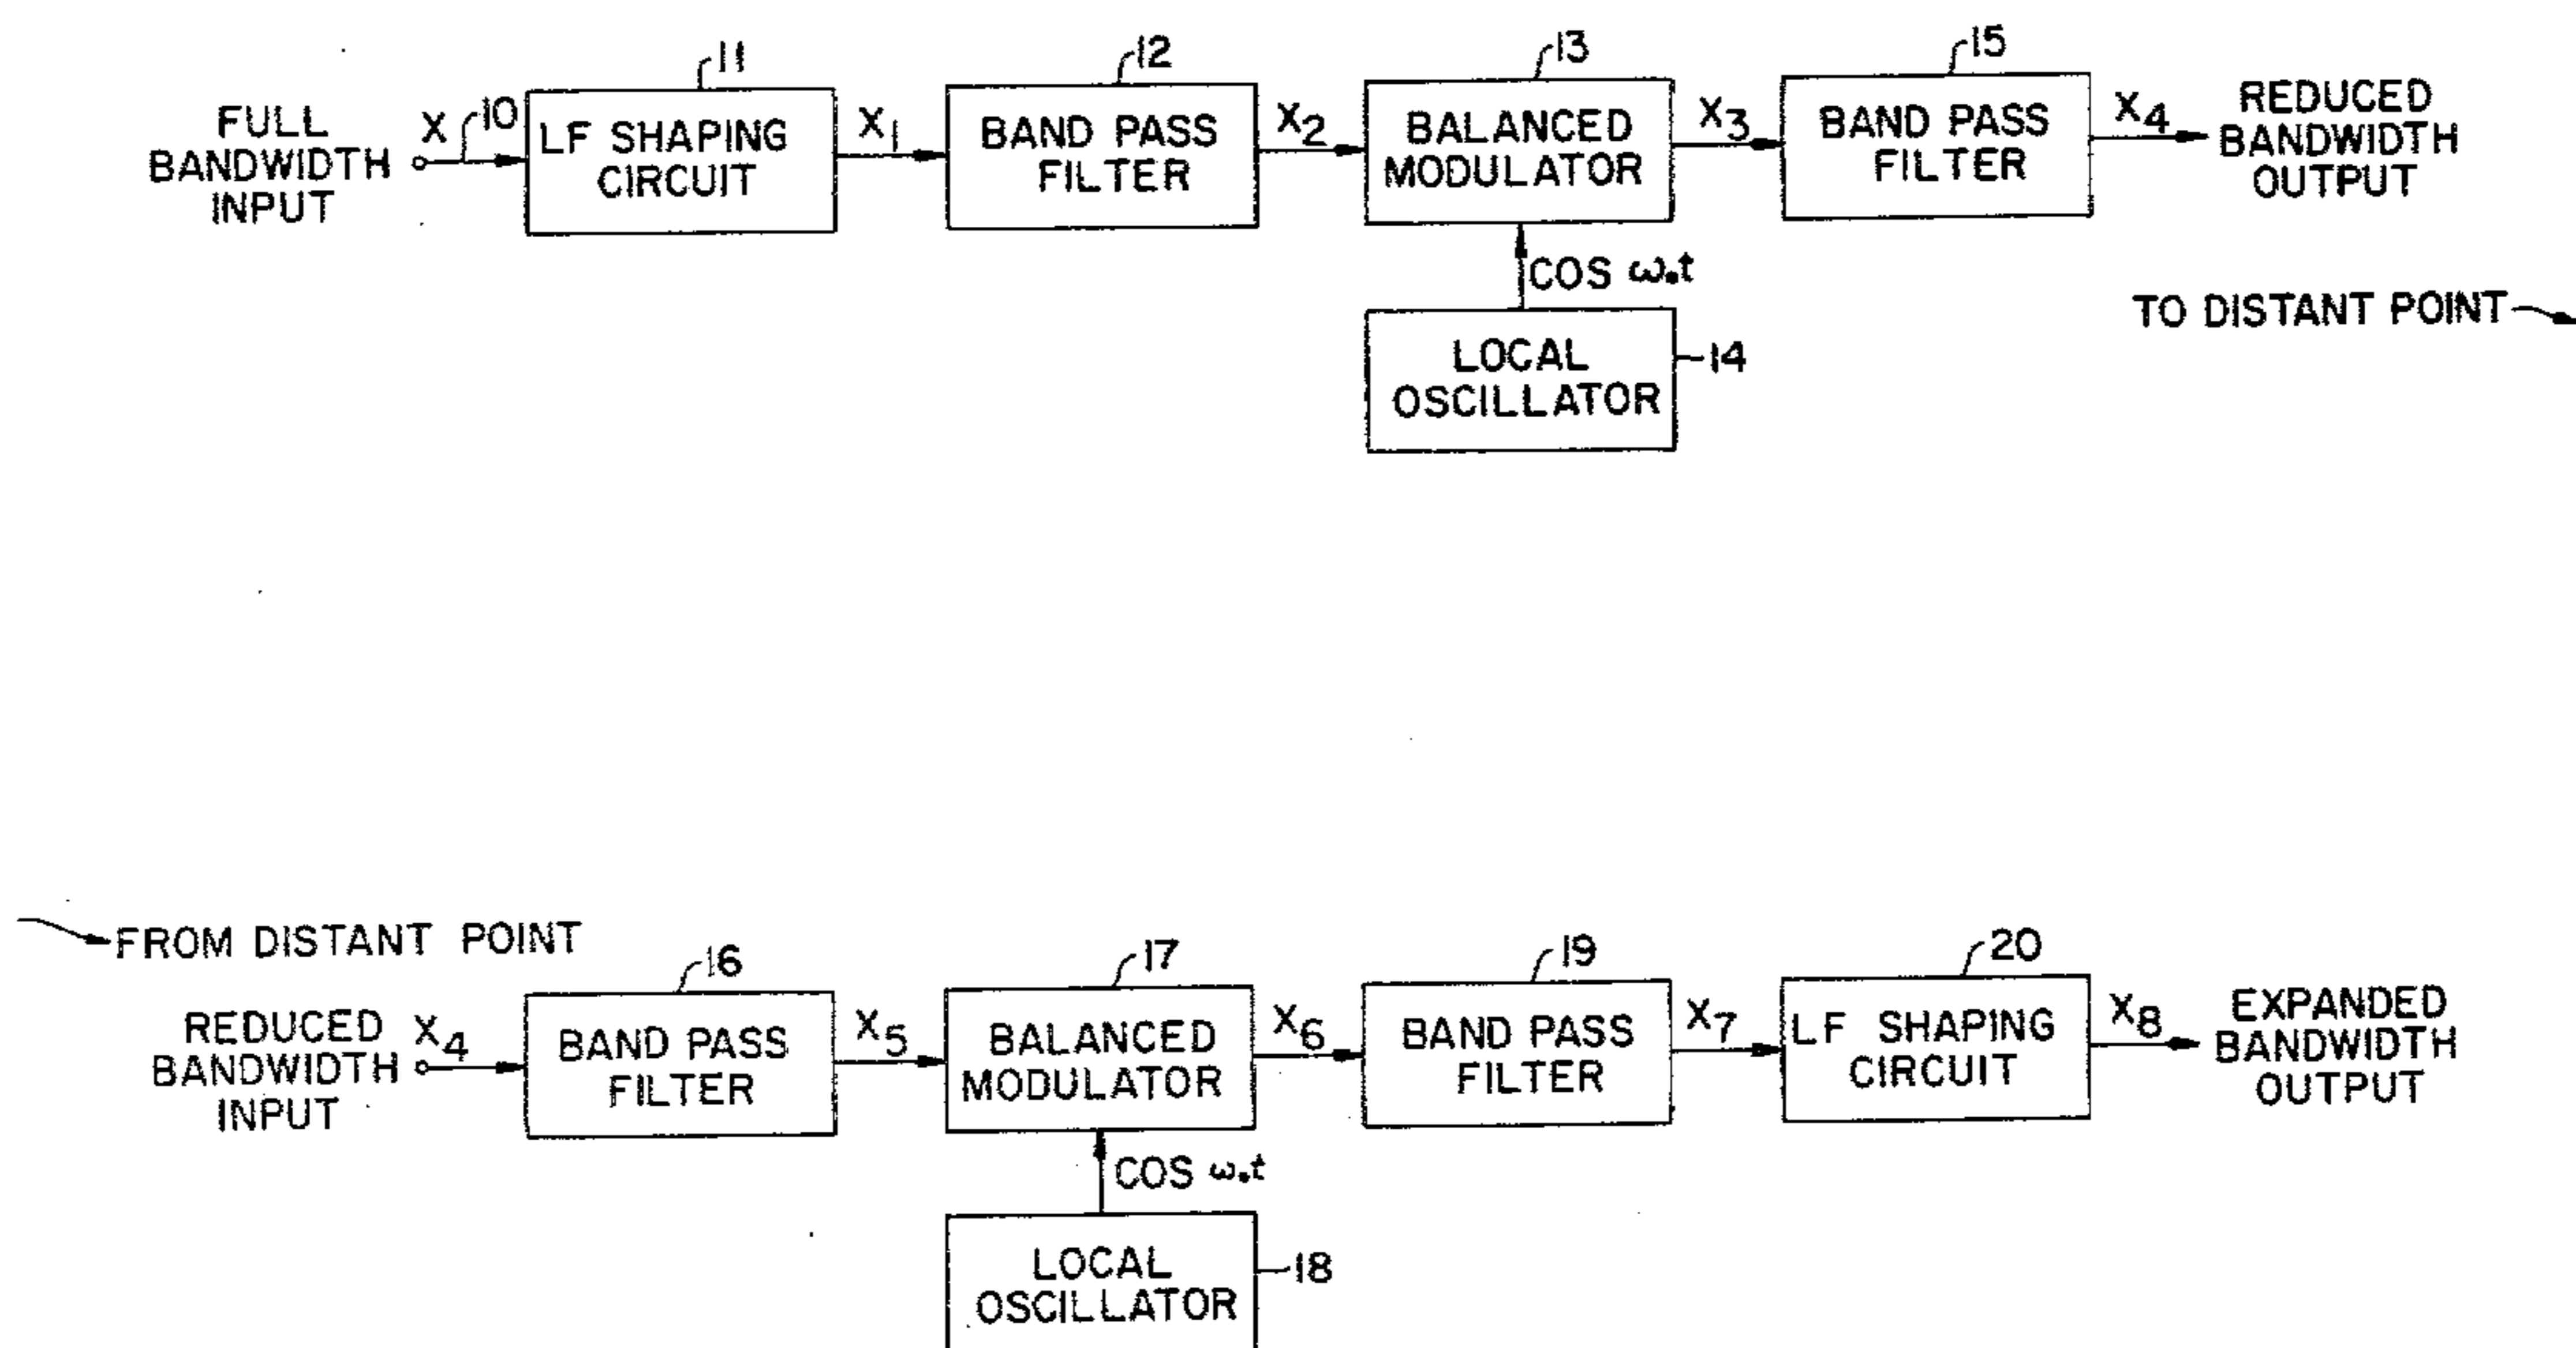 11
12
13
15
FULL
BANDWIDTH
INPUT
X
10
LF SHAPING
CIRCUIT
X1
BAND PASS
FILTER
X2
BALANCED
MODULATOR
X3
BAND PASS
FILTER
X4
REDUCED
BANDWIDTH
OUTPUT
COS ω.t
TO DISTANT POINT
LOCAL
OSCILLATOR
14
FROM DISTANT POINT
16
17
19
20
REDUCED
BANDWIDTH
INPUT
X4
BAND PASS
FILTER
X5
BALANCED
MODULATOR
X6
BAND PASS
FILTER
X7
LF SHAPING
CIRCUIT
X8
EXPANDED
BANDWIDTH
OUTPUT
COS ω.t
LOCAL
OSCILLATOR
18